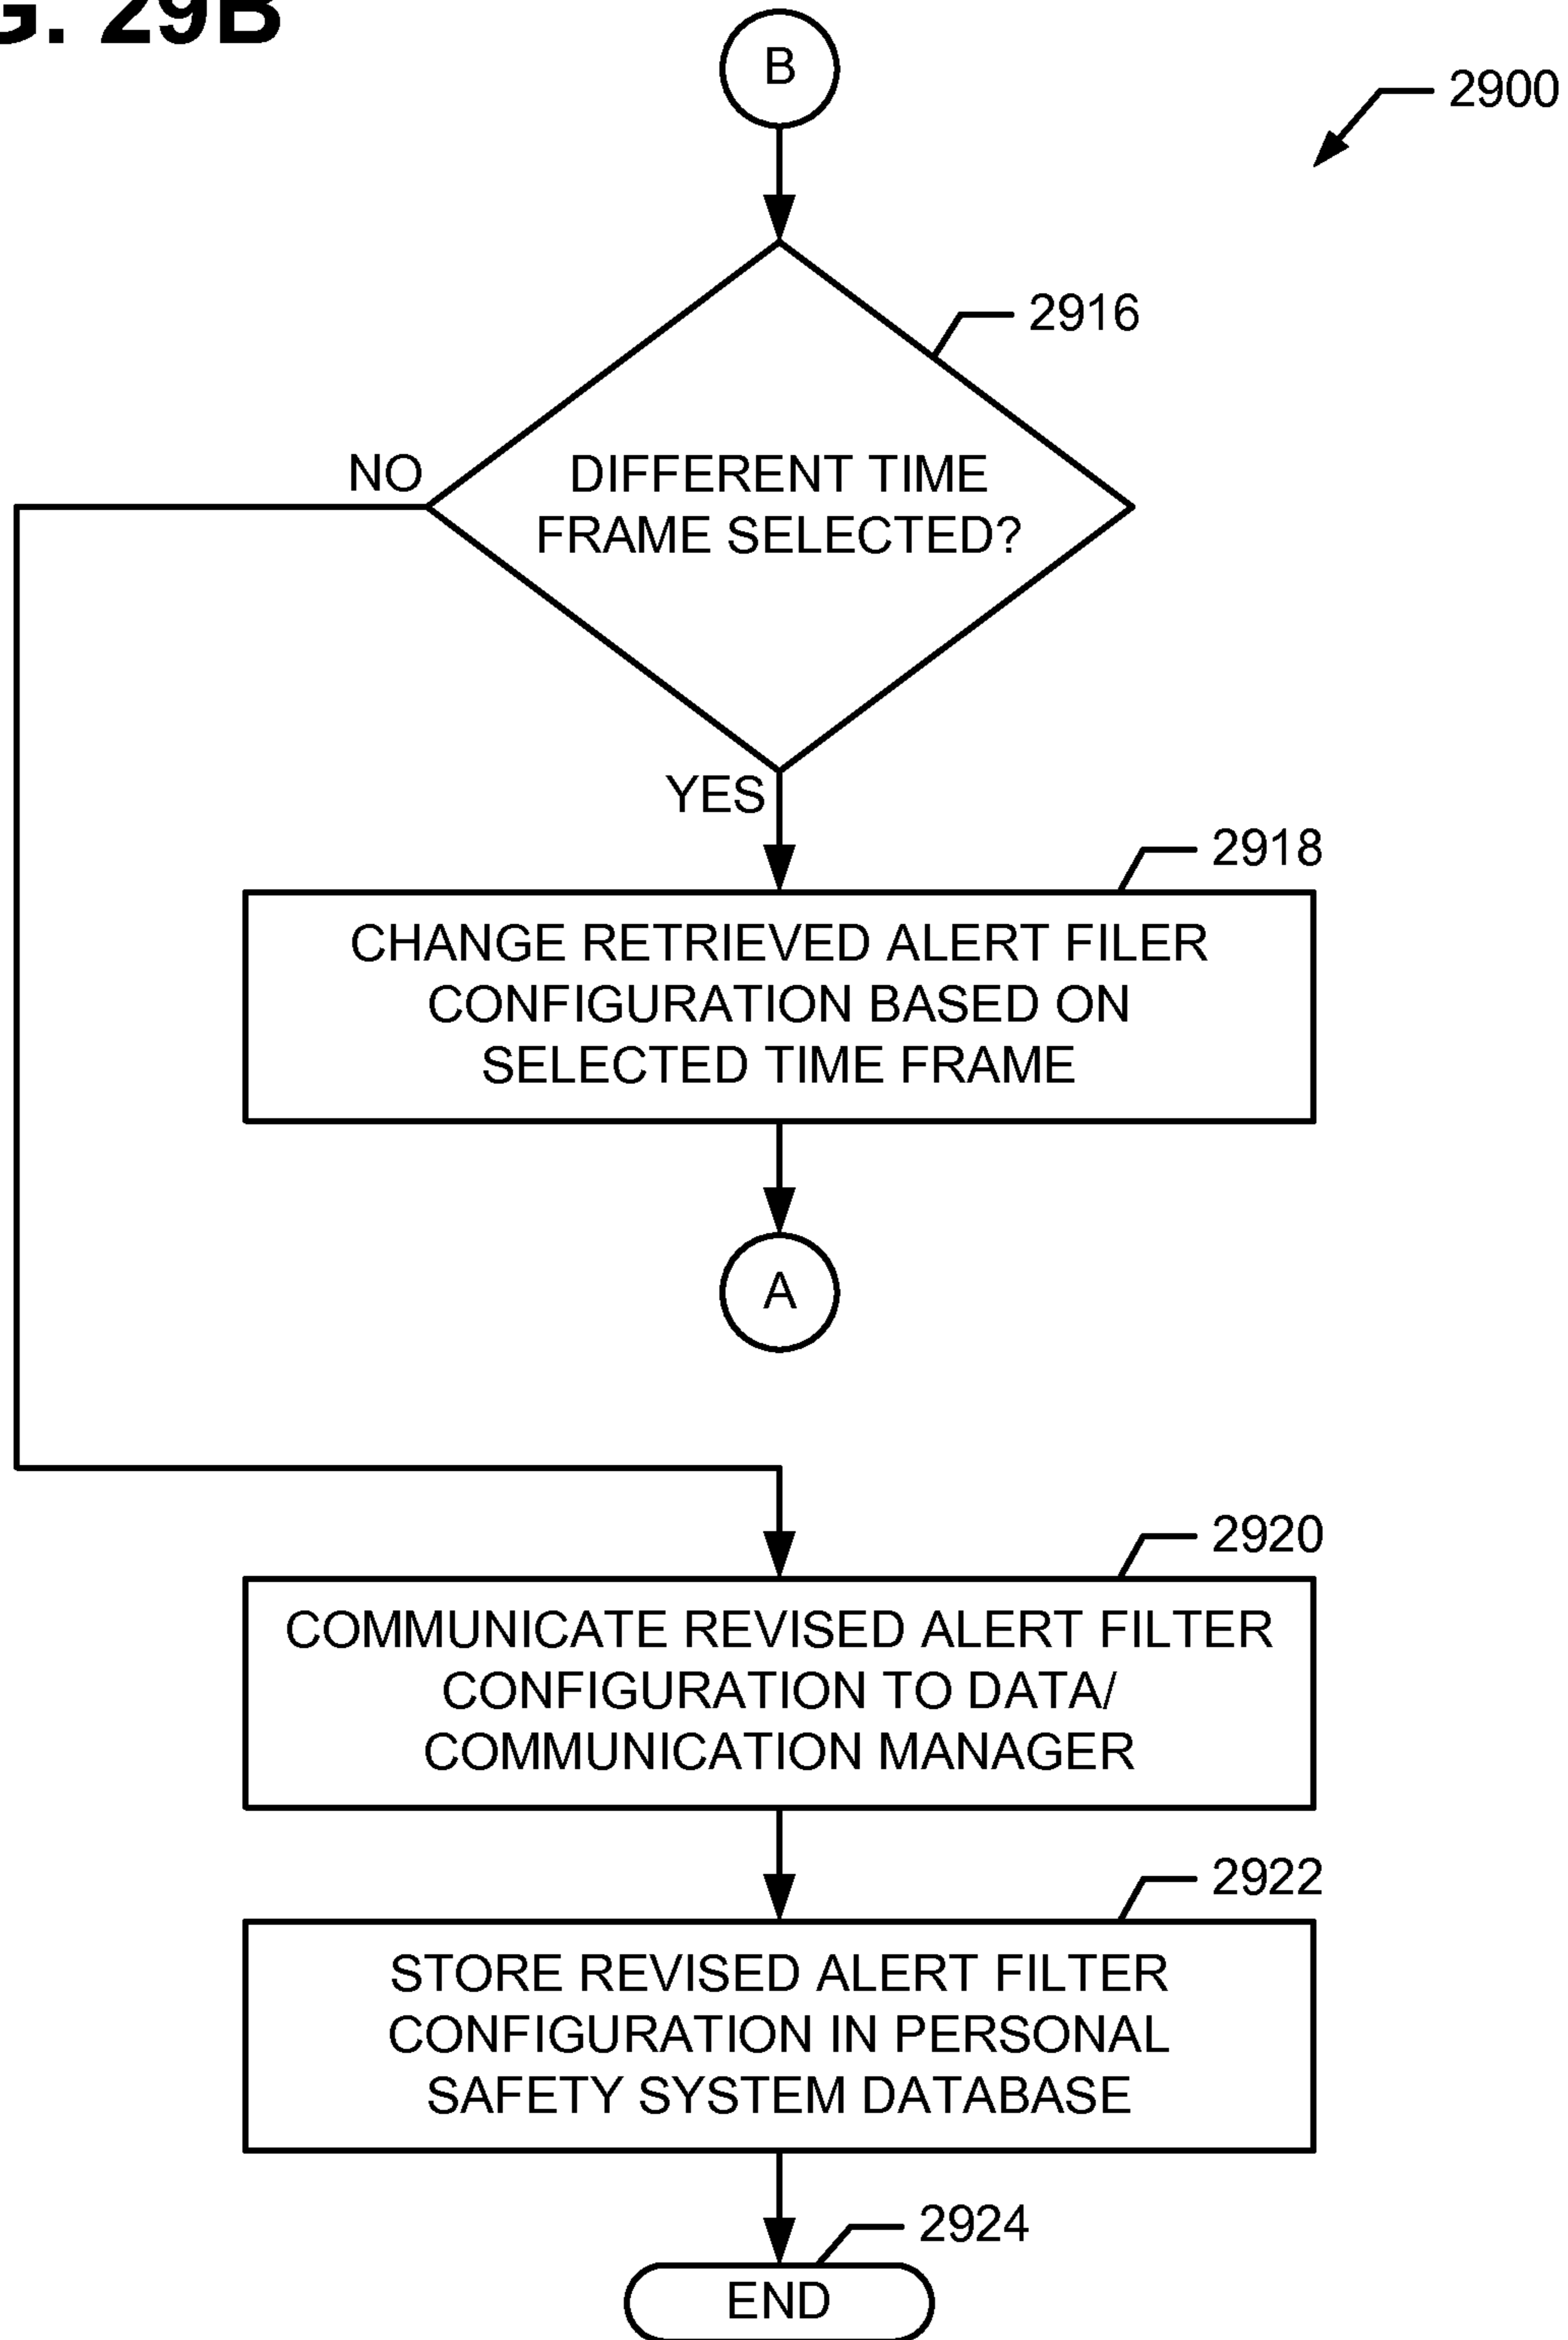 G. 29B
B
2900
2916
NO
DIFFERENT TIME
FRAME SELECTED?
YES
2918
CHANGE RETRIEVED ALERT FILER
CONFIGURATION BASED ON
SELECTED TIME FRAME
A
2920
COMMUNICATE REVISED ALERT FILTER
CONFIGURATION TO DATA/
COMMUNICATION MANAGER
2922
STORE REVISED ALERT FILTER
CONFIGURATION IN PERSONAL
SAFETY SYSTEM DATABASE
2924
END